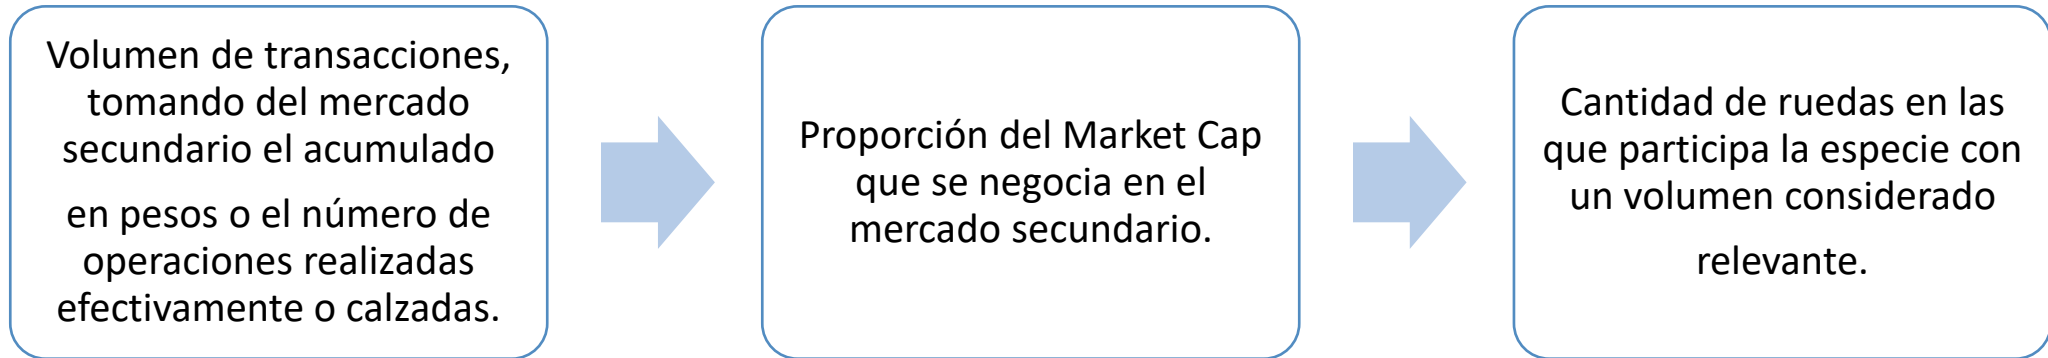 Volumen de transacciones,
tomando del mercado
secundario el acumulado
en pesos o el número de
operaciones realizadas
efectivamente o calzadas.
Proporción del Market Cap
que se negocia en el
mercado secundario.
Cantidad de ruedas en las
que participa la especie con
un volumen considerado
relevante.